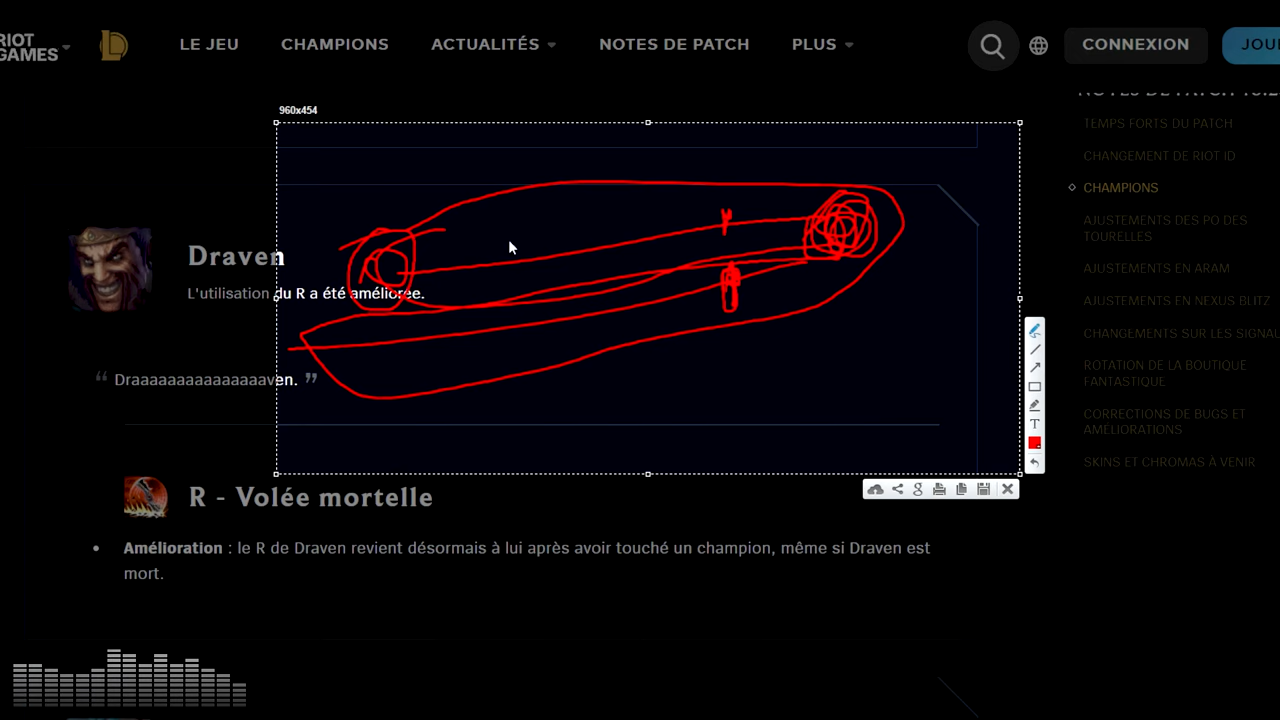 RIOT GAMES
LE JEU
CHAMPIONS
ACTUALITÉS
NOTES DE PATCH
PLUS
CONNEXION
960x454
TEMPS FORTS DU PATCH
CHANGEMENT DE RIOT ID
CHAMPIONS
AJUSTEMENTS DES PO DES
TOURELLES
AJUSTEMENTS EN ARAM
AJUSTEMENTS EN NEXUS BLITZ
CHANGEMENTS SUR LES SIGNAU
ROTATION DE LA BOUTIQUE
FANTASTIQUE
CORRECTIONS DE BUGS ET
AMÉLIORATIONS
SKINS ET CHROMAS À VENIR
Draven
L'utilisation du R a été améliorée.
“ Draaaaaaaaaaaaaaaven. ”
R - Volée mortelle
• Amélioration : le R de Draven revient désormais à lui après avoir touché un champion, même si Draven est
mort.